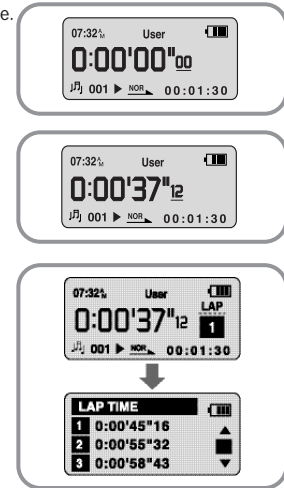 e.
07:32 AM User
0:00'00"00
001 ▶ NOR 00:01:30
07:32 AM User
0:00'37"12
001 ▶ NOR 00:01:30
07:32 AM User
0:00'37"12 LAP 1
001 ▶ NOR 00:01:30
LAP TIME
1 0:00'45"16
2 0:00'55"32
3 0:00'58"43